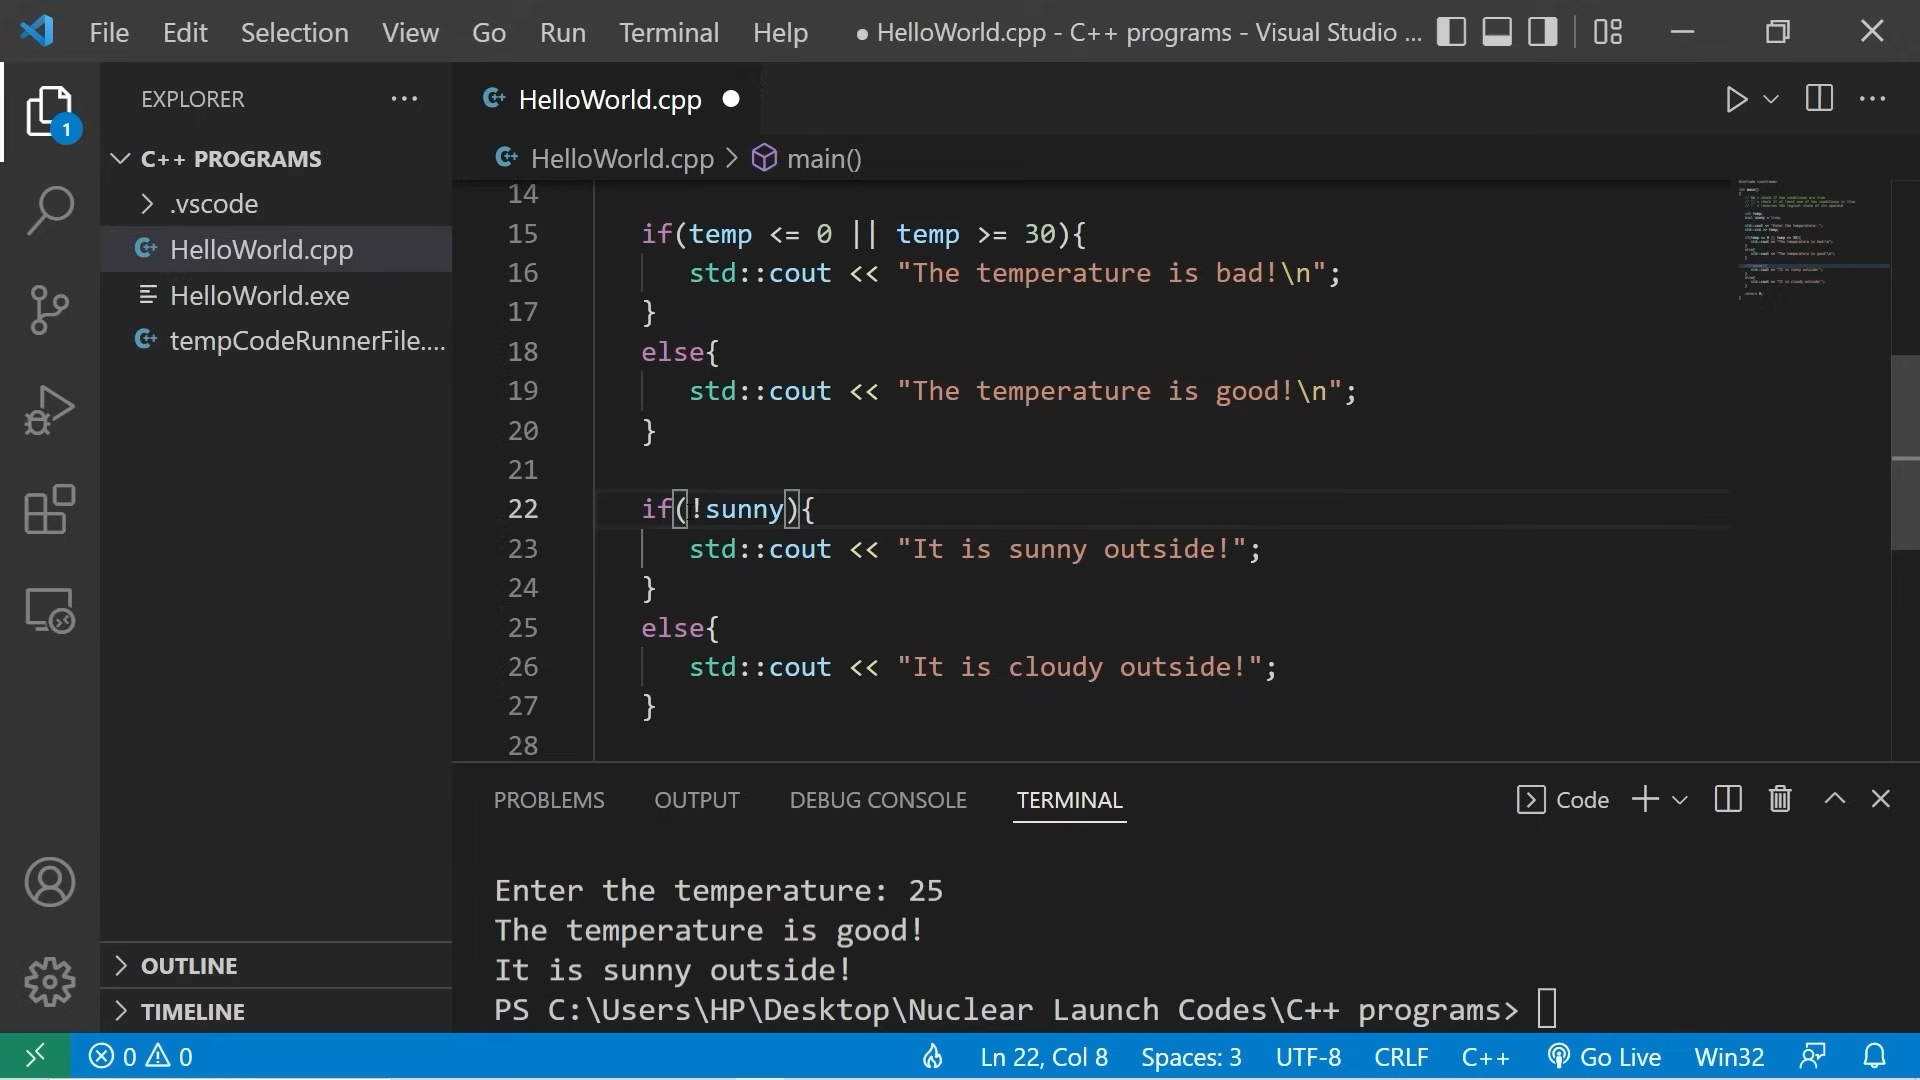 File Edit Selection View Go Run Terminal Help ● HelloWorld.cpp - C++ programs - Visual Studio ...
EXPLORER
1
C++ PROGRAMS
.vscode
HelloWorld.cpp
HelloWorld.exe
tempCodeRunnerFile....
OUTLINE
TIMELINE
HelloWorld.cpp
HelloWorld.cpp > main()
14
15 if(temp <= 0 || temp >= 30){
16 std::cout << "The temperature is bad!\n";
17 }
18 else{
19 std::cout << "The temperature is good!\n";
20 }
21
22 if(!sunny){
23 std::cout << "It is sunny outside!";
24 }
25 else{
26 std::cout << "It is cloudy outside!";
27 }
28
PROBLEMS OUTPUT DEBUG CONSOLE TERMINAL Code
Enter the temperature: 25
The temperature is good!
It is sunny outside!
PS C:\Users\HP\Desktop\Nuclear Launch Codes\C++ programs>
0 0 Ln 22, Col 8 Spaces: 3 UTF-8 CRLF C++ Go Live Win32